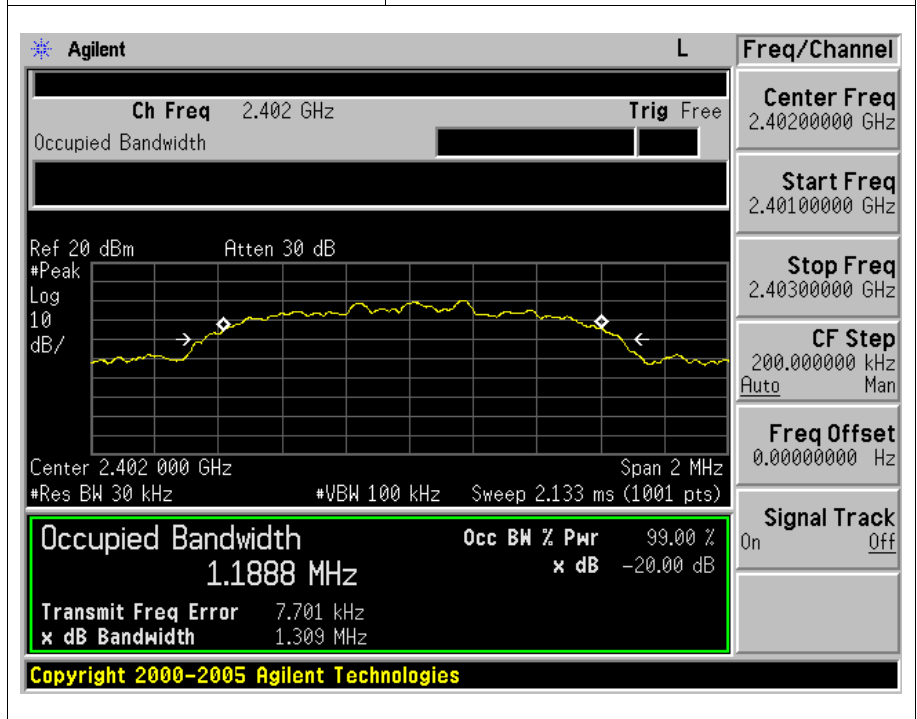 Agilent
L
Freq/Channel
Ch Freq 2.402 GHz
Trig Free
Occupied Bandwidth
Center Freq
2.40200000 GHz
Start Freq
2.40100000 GHz
Stop Freq
2.40300000 GHz
CF Step
200.000000 kHz
Auto Man
Freq Offset
0.00000000 Hz
Signal Track
On Off
Ref 20 dBm
Atten 30 dB
#Peak
Log
10
dB/
Center 2.402 000 GHz
Span 2 MHz
#Res BW 30 kHz
#VBW 100 kHz
Sweep 2.133 ms (1001 pts)
Occupied Bandwidth
1.1888 MHz
Occ BW % Pwr 99.00 %
x dB -20.00 dB
Transmit Freq Error 7.701 kHz
x dB Bandwidth 1.309 MHz
Copyright 2000-2005 Agilent Technologies